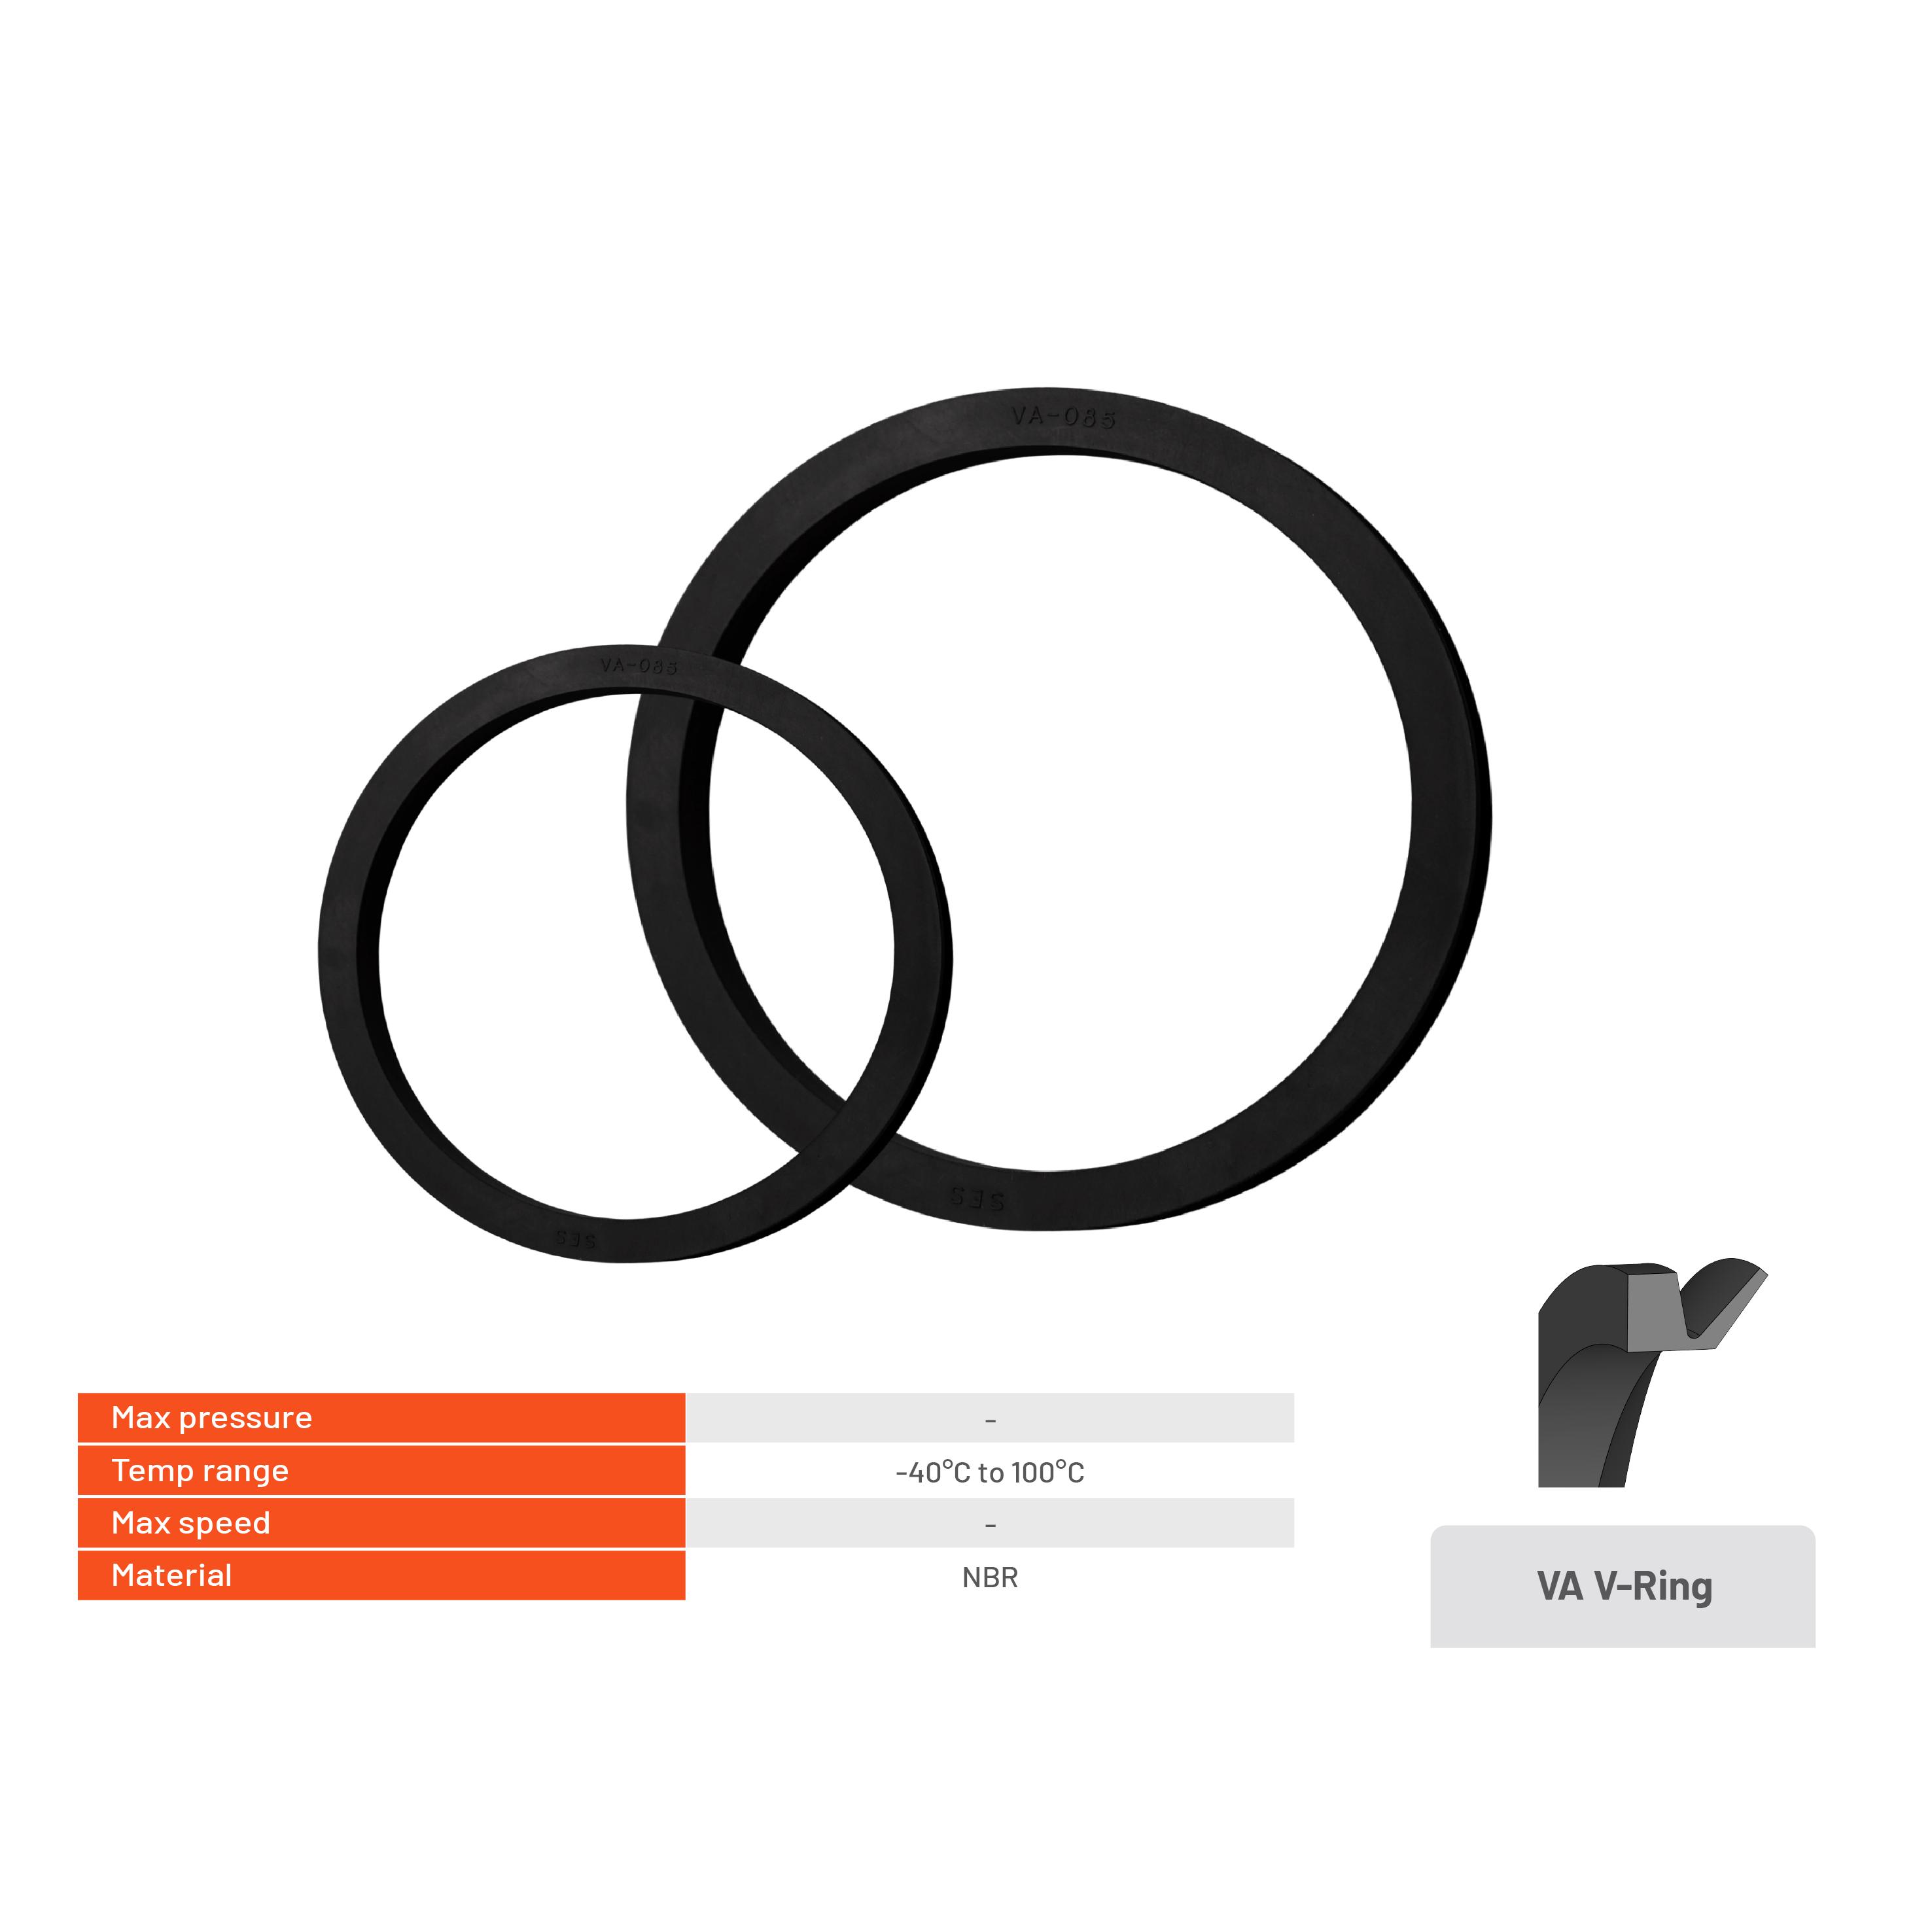 VA-085
VA-085
SES
SES
Max pressure -
Temp range -40°C to 100°C
Max speed -
Material NBR
VA V-Ring